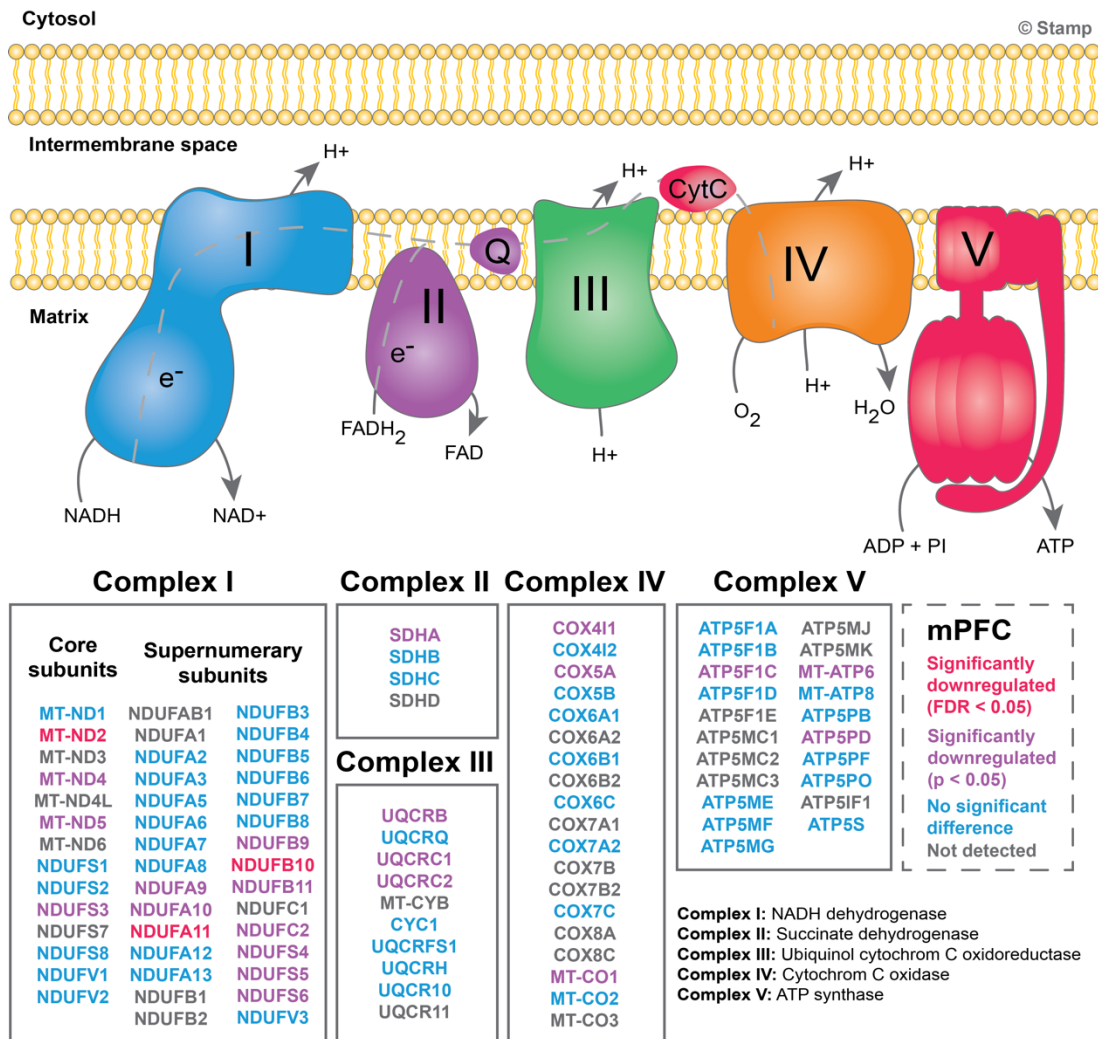 Cytosol
© Stamp
Intermembrane space
H+
H+
CytC
H+
I
Q
II
III
IV
V
Matrix
e-
e-
FADH2
FAD
H+
O2
H+
H2O
NADH
NAD+
ADP + PI
ATP
Complex I
Core
subunits
Supernumerary
subunits
MT-ND1
MT-ND2
MT-ND3
MT-ND4
MT-ND4L
MT-ND5
MT-ND6
NDUFS1
NDUFS2
NDUFS3
NDUFS7
NDUFS8
NDUFV1
NDUFV2
NDUFAB1
NDUFA1
NDUFA2
NDUFA3
NDUFA5
NDUFA6
NDUFA7
NDUFA8
NDUFA9
NDUFA10
NDUFA11
NDUFA12
NDUFA13
NDUFB1
NDUFB2
NDUFB3
NDUFB4
NDUFB5
NDUFB6
NDUFB7
NDUFB8
NDUFB9
NDUFB10
NDUFB11
NDUFC1
NDUFC2
NDUFS4
NDUFS5
NDUFS6
NDUFV3
Complex II
SDHA
SDHB
SDHC
SDHD
Complex III
UQCRB
UQCRQ
UQCRC1
UQCRC2
MT-CYB
CYC1
UQCRFS1
UQCRH
UQCR10
UQCR11
Complex IV
COX4I1
COX4I2
COX5A
COX5B
COX6A1
COX6A2
COX6B1
COX6B2
COX6C
COX7A1
COX7A2
COX7B
COX7B2
COX7C
COX8A
COX8C
MT-CO1
MT-CO2
MT-CO3
Complex V
ATP5F1A
ATP5F1B
ATP5F1C
ATP5F1D
ATP5F1E
ATP5MC1
ATP5MC2
ATP5MC3
ATP5ME
ATP5MF
ATP5MG
ATP5MJ
ATP5MK
MT-ATP6
MT-ATP8
ATP5PB
ATP5PD
ATP5PF
ATP5PO
ATP5IF1
ATP5S
mPFC
Significantly
downregulated
(FDR < 0.05)
Significantly
downregulated
(p < 0.05)
No significant
difference
Not detected
Complex I: NADH dehydrogenase
Complex II: Succinate dehydrogenase
Complex III: Ubiquinol cytochrom C oxidoreductase
Complex IV: Cytochrom C oxidase
Complex V: ATP synthase